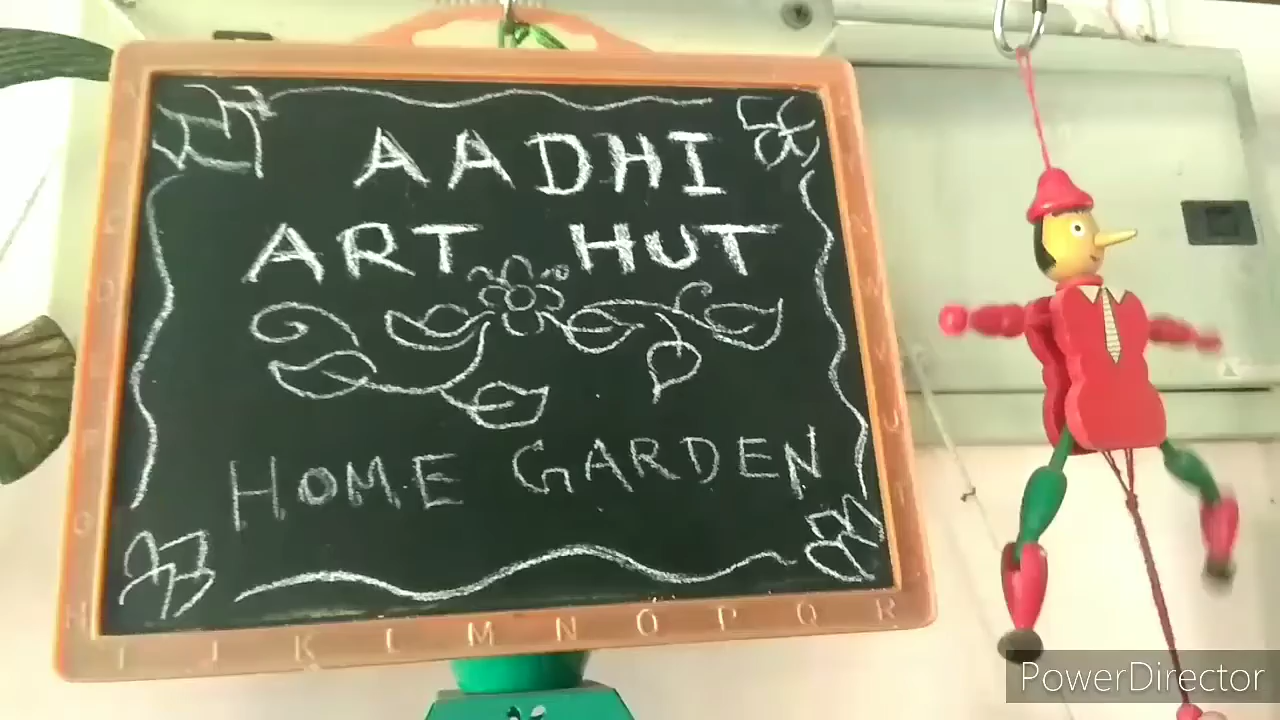 AADHI
ART HUT
HOME GARDEN
H I J K L M N O P Q R
PowerDirector